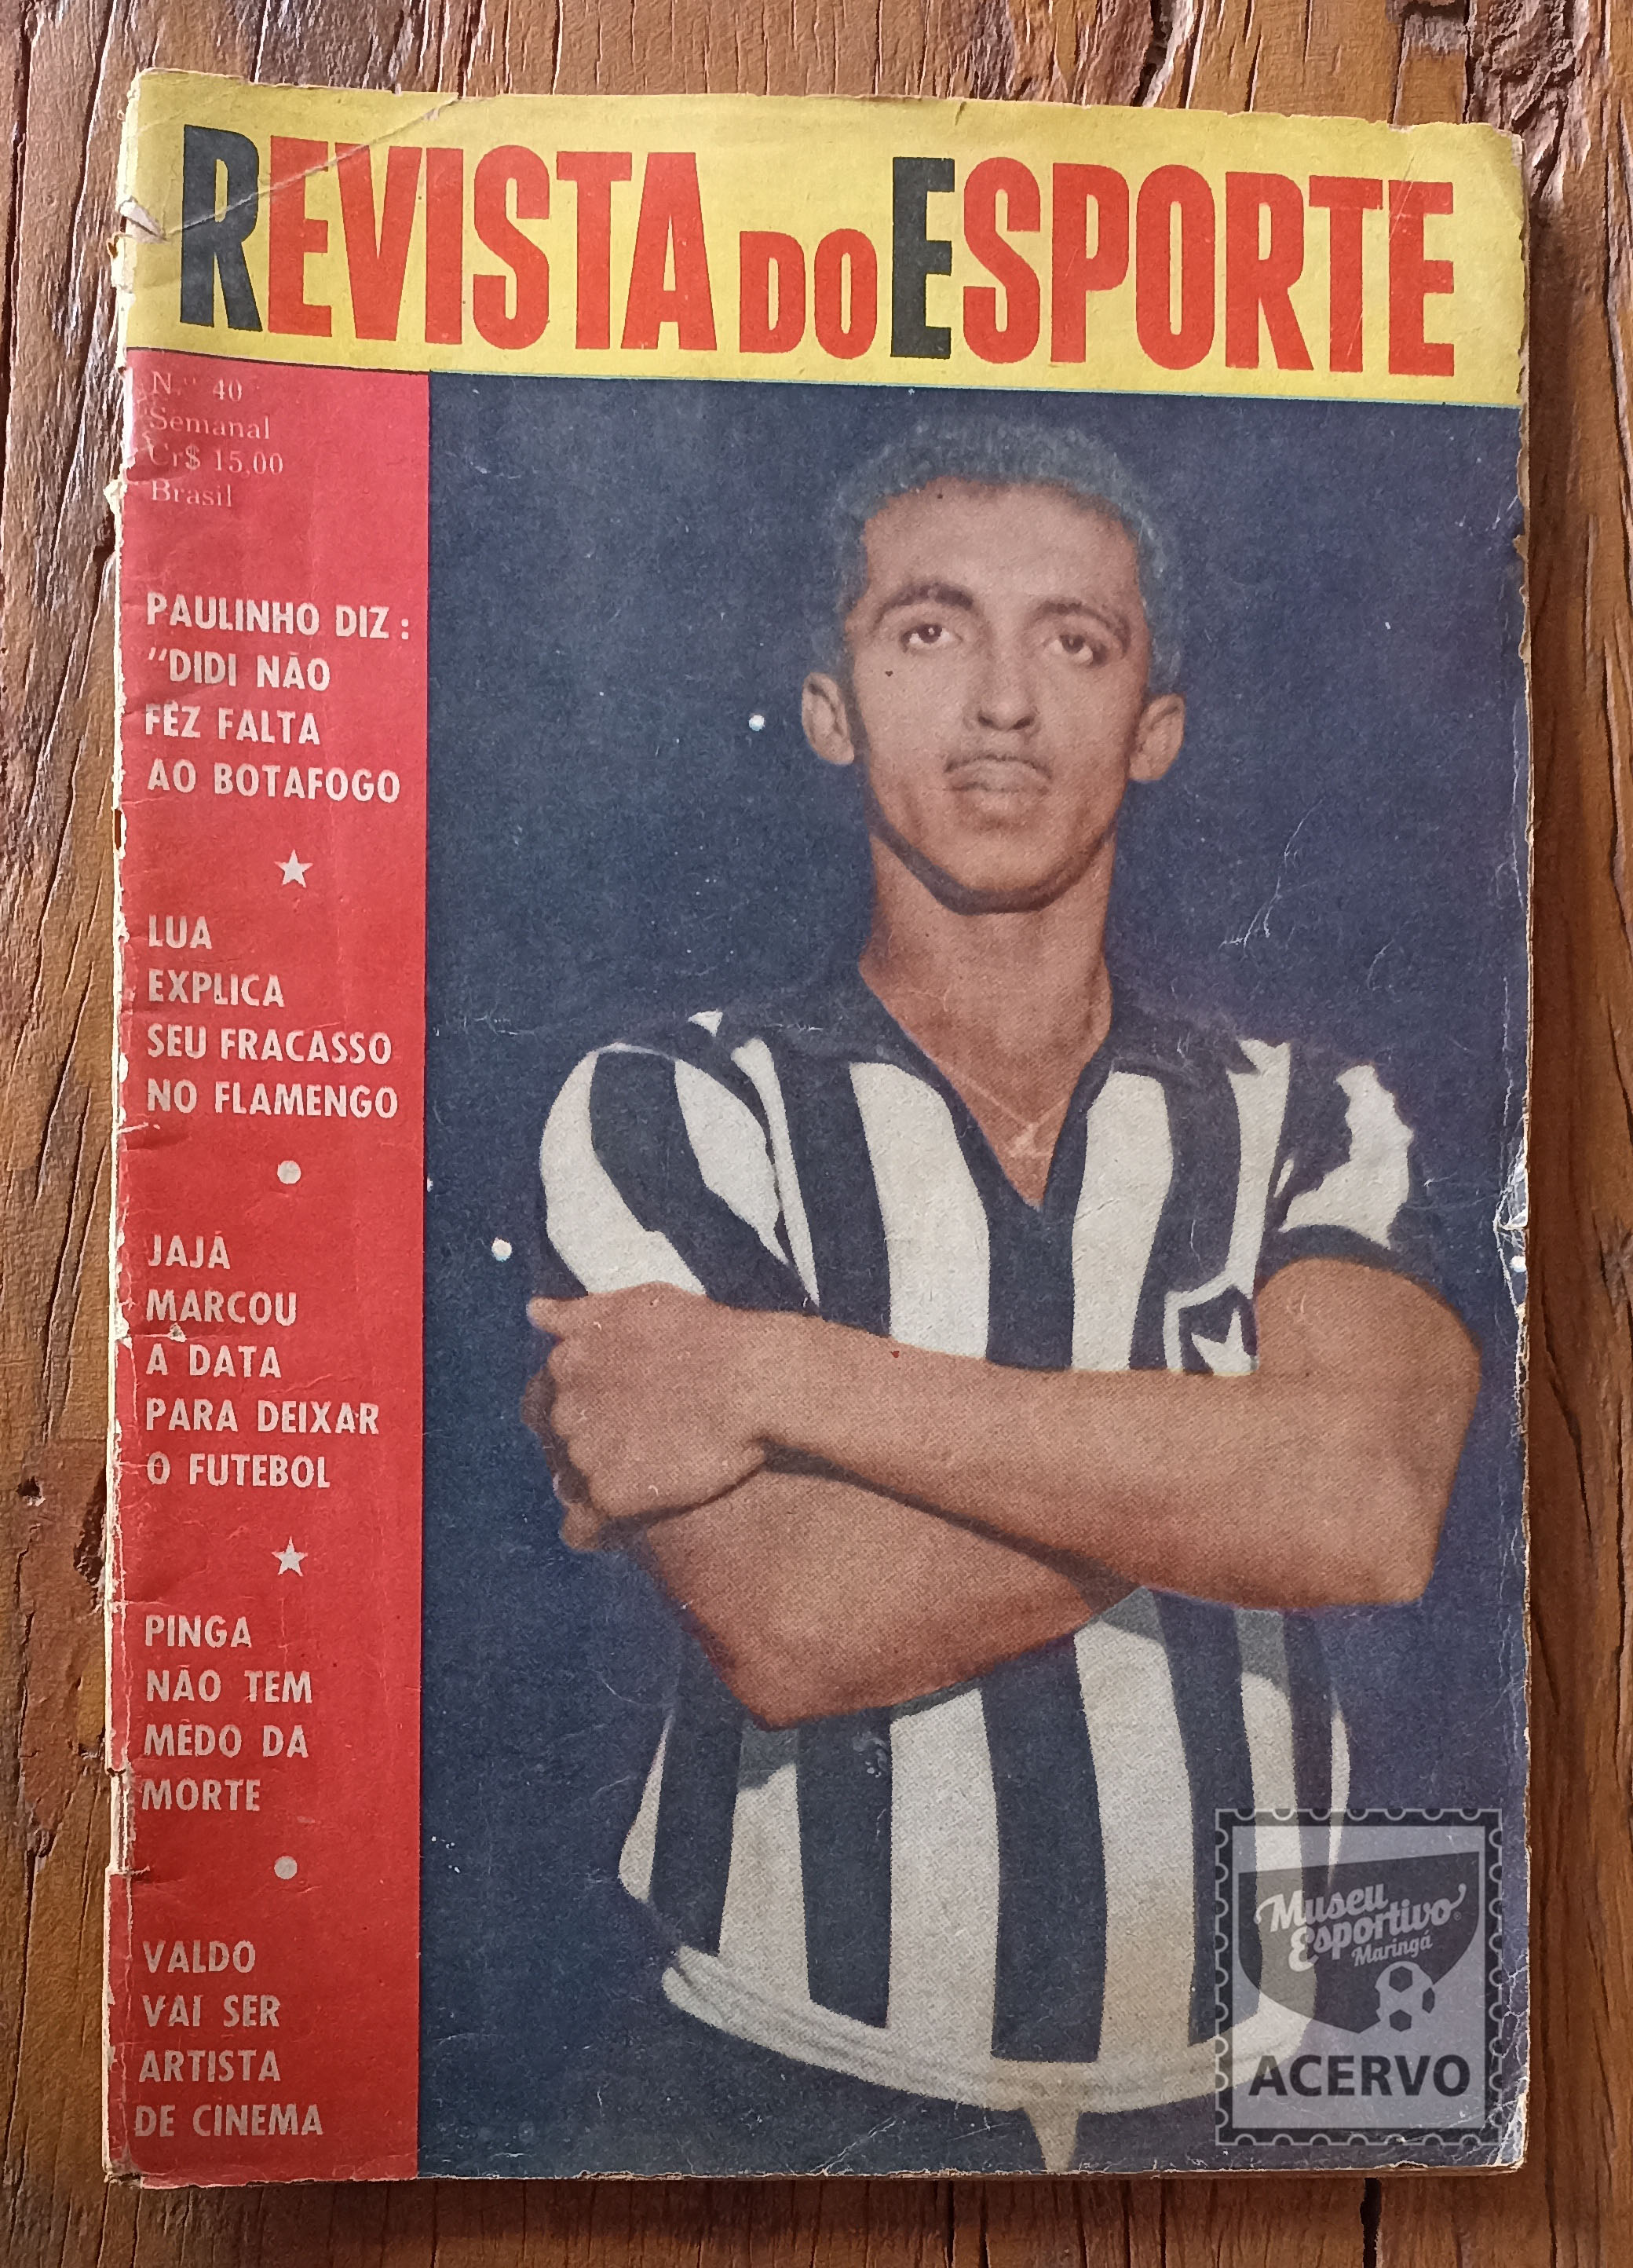 REVISTA DO ESPORTE
N.º 40
Semanal
Cr$ 15,00
Brasil
PAULINHO DIZ :
"DIDI NÃO
FÊZ FALTA
AO BOTAFOGO
LUA
EXPLICA
SEU FRACASSO
NO FLAMENGO
JAJÁ
MARCOU
A DATA
PARA DEIXAR
O FUTEBOL
PINGA
NÃO TEM
MÊDO DA
MORTE
VALDO
VAI SER
ARTISTA
DE CINEMA
Museu
Esportivo
Maringá
ACERVO